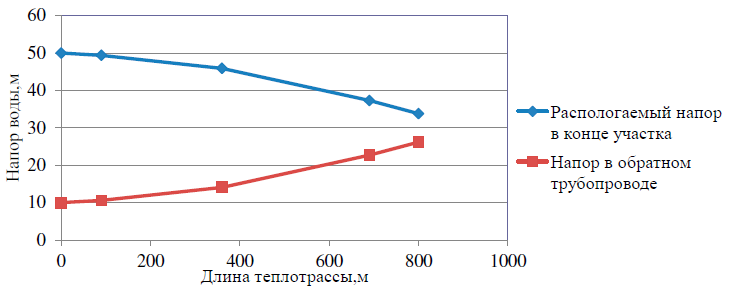 60
50
40
30
20
10
0
Напор воды,м
0 200 400 600 800 1000
Длина теплотрассы,м
Распологаемый напор
в конце участка
Напор в обратном
трубопроводе